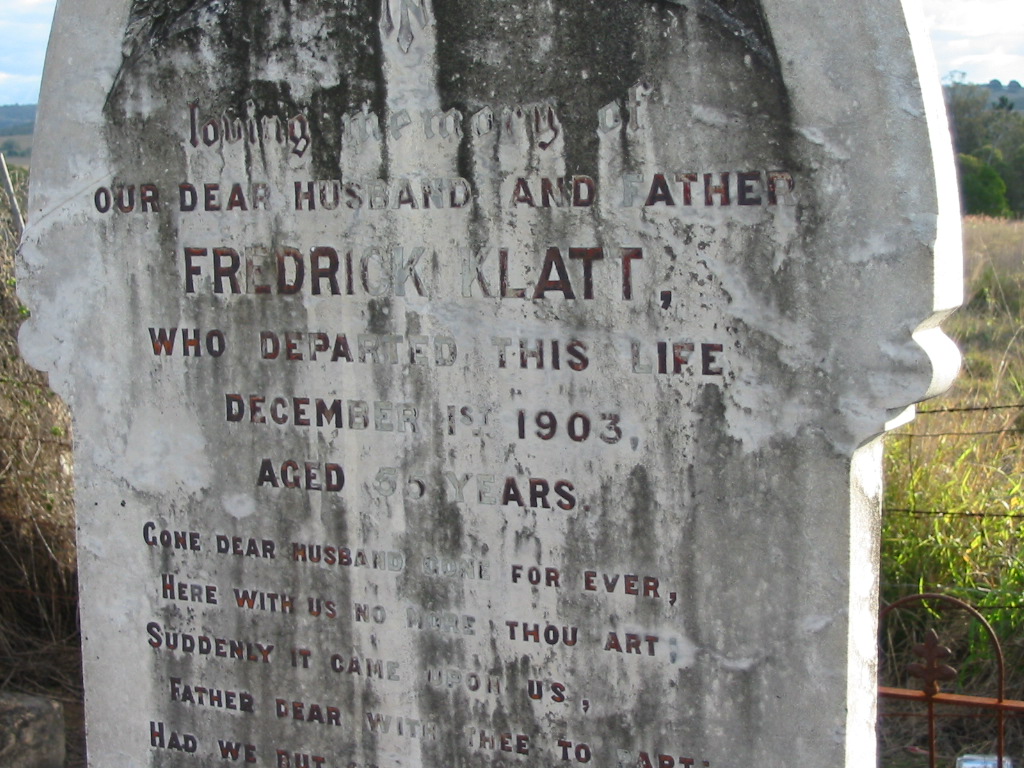 loving memory of
OUR DEAR HUSBAND AND FATHER
FREDRICK KLATT,
WHO DEPARTED THIS LIFE
DECEMBER 1ST 1903,
AGED YEARS.
GONE DEAR HUSBAND GONE FOR EVER,
HERE WITH US NO MORE THOU ART;
SUDDENLY IT CAME UPON US,
FATHER DEAR WITH THEE TO PART;
HAD WE BUT